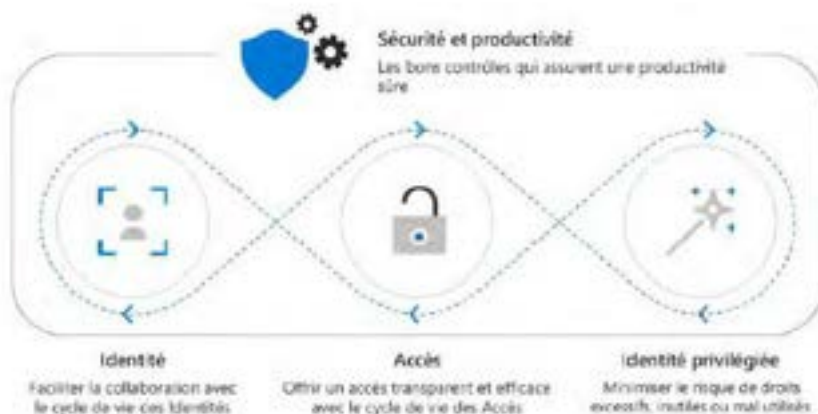 Sécurité et productivité
Les bons contrôles qui assurent une productivité
sûre
Identité
Faciliter la collaboration avec
le cycle de vie des Identités
Accès
Offrir un accès transparent et efficace
avec le cycle de vie des Accès
Identité privilégiée
Minimiser le risque de droits
excessifs, inutiles ou mal utilisés